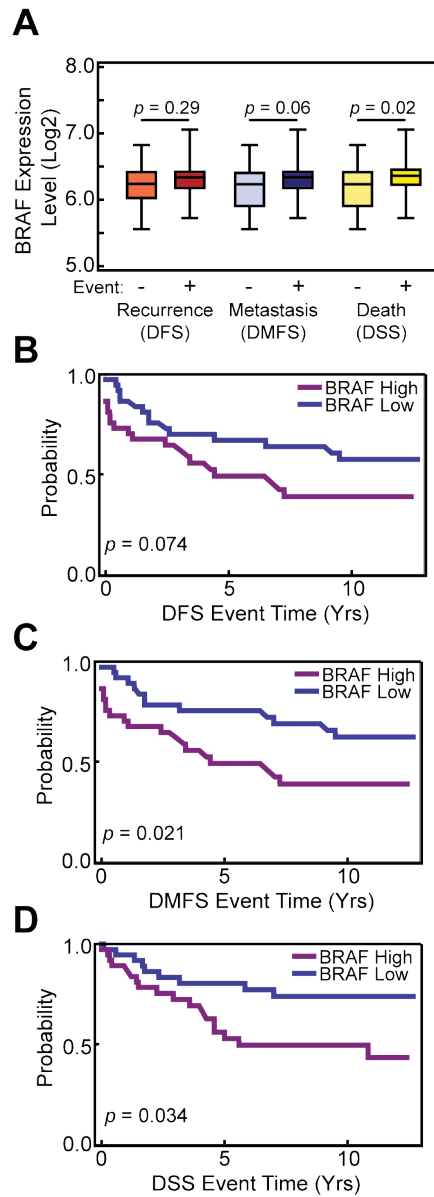 A
BRAF Expression
Level (Log2)
8.0
7.0
6.0
5.0
p = 0.29
p = 0.06
p = 0.02
Event: - + - + - +
Recurrence Metastasis Death
(DFS) (DMFS) (DSS)
B
Probability
1.0
0.5
0.0
BRAF High
BRAF Low
p = 0.074
0 5 10
DFS Event Time (Yrs)
C
Probability
1.0
0.5
0.0
BRAF High
BRAF Low
p = 0.021
0 5 10
DMFS Event Time (Yrs)
D
Probability
1.0
0.5
0.0
BRAF High
BRAF Low
p = 0.034
0 5 10
DSS Event Time (Yrs)